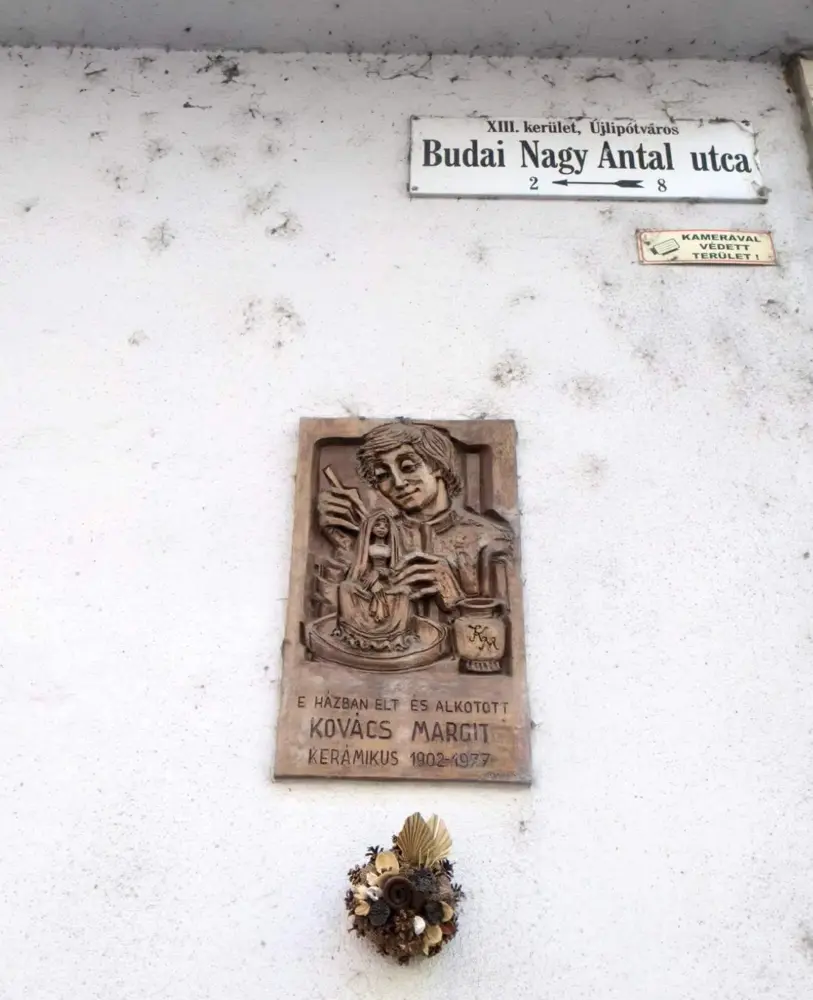 XIII. kerület, Újlipótváros
Budai Nagy Antal utca
2 8
KAMERÁVAL
VÉDETT
TERÜLET !
KM
E HÁZBAN ÉLT ÉS ALKOTOTT
KOVÁCS MARGIT
KERÁMIKUS 1902-1977